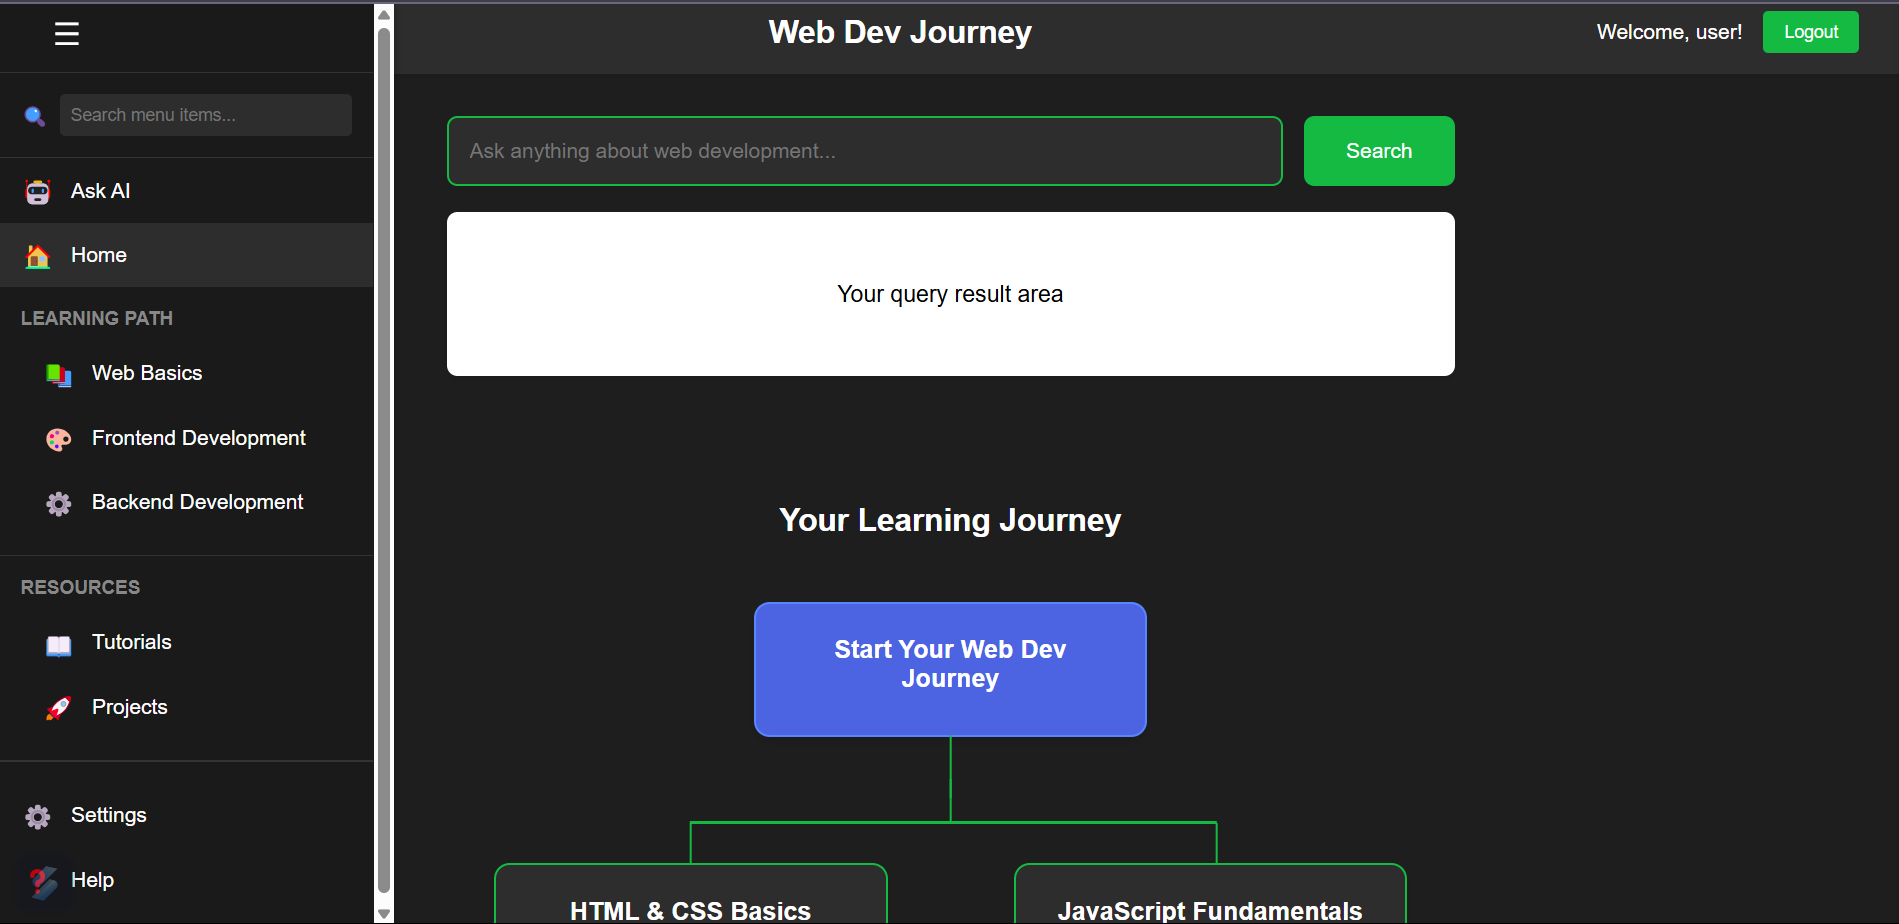 Search menu items...
Ask AI
Home
LEARNING PATH
Web Basics
Frontend Development
Backend Development
RESOURCES
Tutorials
Projects
Settings
Help
Web Dev Journey
Welcome, user!
Logout
Ask anything about web development...
Search
Your query result area
Your Learning Journey
Start Your Web Dev
Journey
HTML & CSS Basics
JavaScript Fundamentals